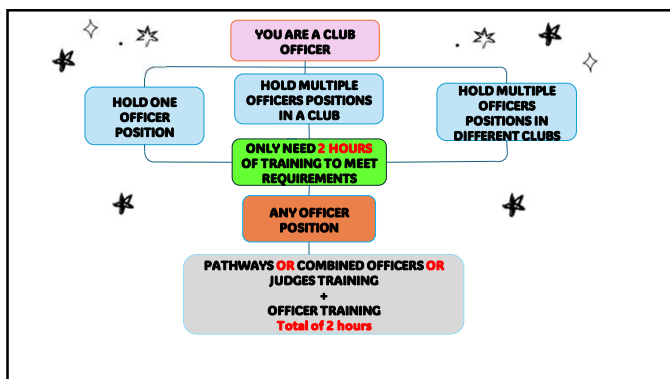 YOU ARE A CLUB
OFFICER
HOLD ONE
OFFICER
POSITION
HOLD MULTIPLE
OFFICERS POSITIONS
IN A CLUB
HOLD MULTIPLE
OFFICERS
POSITIONS IN
DIFFERENT CLUBS
ONLY NEED 2 HOURS
OF TRAINING TO MEET
REQUIREMENTS
ANY OFFICER
POSITION
PATHWAYS OR COMBINED OFFICERS OR
JUDGES TRAINING
+
OFFICER TRAINING
Total of 2 hours